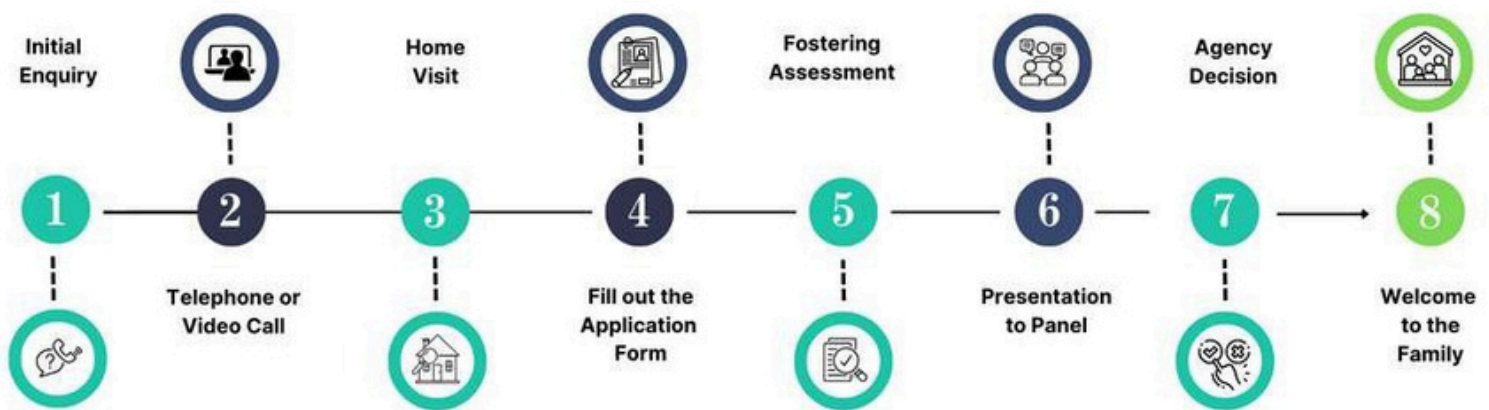 Initial
Enquiry
1
2
Telephone or
Video Call
Home
Visit
3
4
Fill out the
Application
Form
Fostering
Assessment
5
6
Presentation
to Panel
Agency
Decision
7
8
Welcome
to the
Family